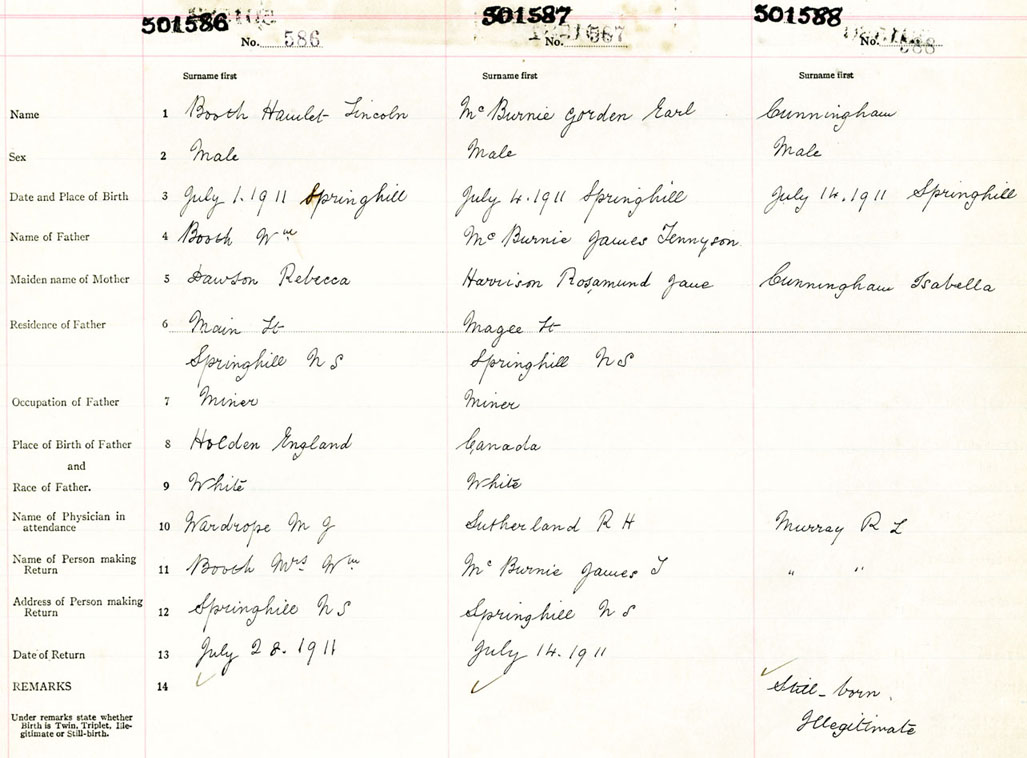 501586 501587 501588
No. 586 No. 587 No. 588
Surname first Surname first Surname first
Name 1 Booth Hamlet Lincoln McBurnie Gorden Earl Cunningham
Sex 2 Male Male Male
Date and Place of Birth 3 July 1.1911 Springhill July 4.1911 Springhill July 14.1911 Springhill
Name of Father 4 Booth Wm McBurnie James Tennyson
Maiden name of Mother 5 Dawson Rebecca Harrison Rosamund Jane Cunningham Isabella
Residence of Father 6 Main St Magee St
Springhill N S Springhill N S
Occupation of Father 7 Miner Miner
Place of Birth of Father 8 Holden England Canada
and
Race of Father. 9 White White
Name of Physician in attendance 10 Wardrope M J Sutherland R H Murray R L
Name of Person making Return 11 Booth Mrs Wm McBurnie James T " "
Address of Person making Return 12 Springhill N S Springhill N S
Date of Return 13 July 28.1911 July 14.1911
REMARKS 14 ✓ ✓ ✓ Still-born.
Under remarks state whether Birth is Twin, Triplet, Ille-gitimate or Still-birth. Illegitimate